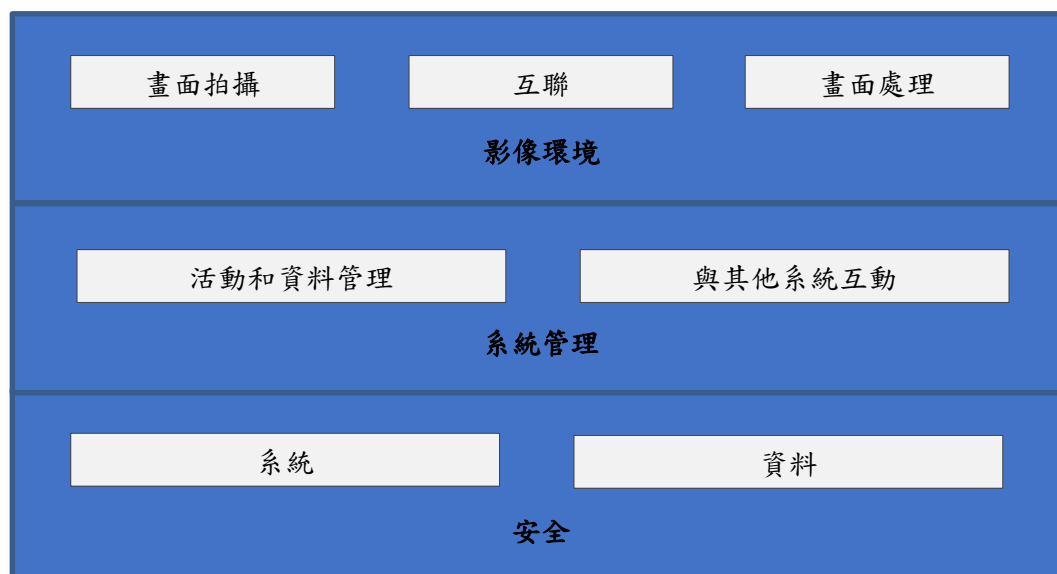 畫面拍攝
互聯
畫面處理
影像環境
活動和資料管理
與其他系統互動
系統管理
系統
資料
安全